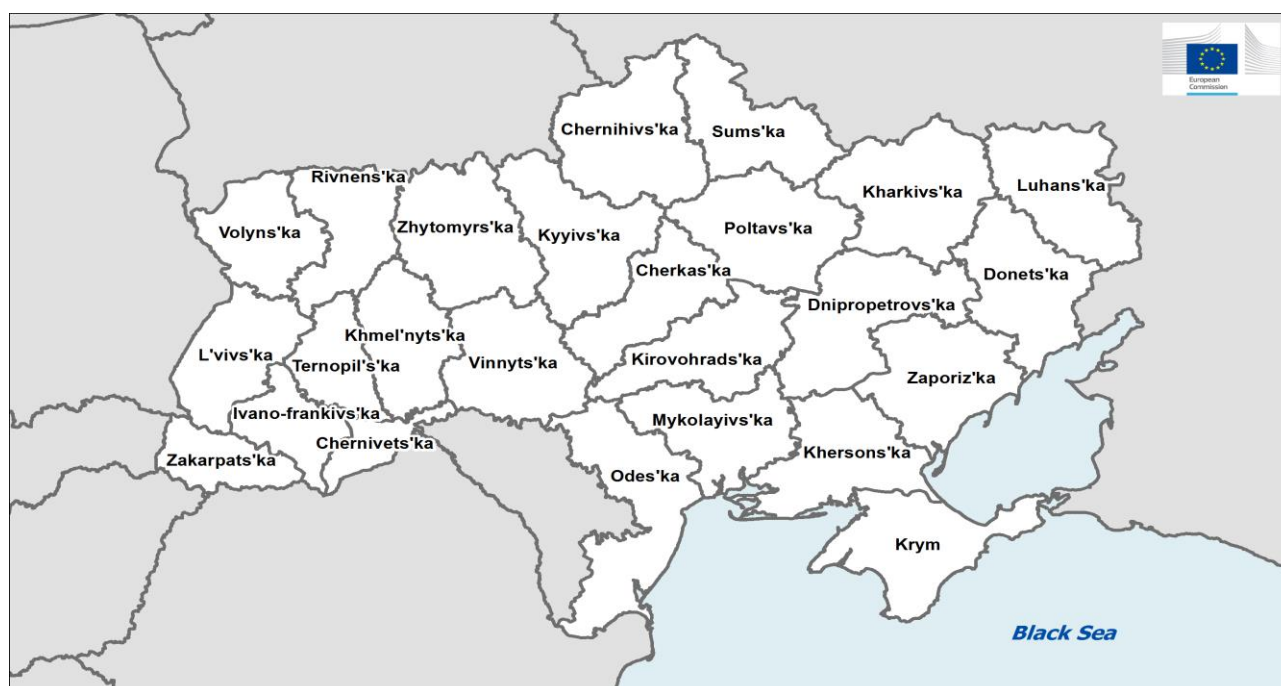 European
Commission
Chernihivs'ka
Sums'ka
Rivnens'ka
Kharkivs'ka
Luhans'ka
Volyns'ka
Zhytomyrs'ka
Kyyivs'ka
Poltavs'ka
Cherkas'ka
Donets'ka
Dnipropetrovs'ka
Khmel'nyts'ka
L'vivs'ka
Ternopil's'ka
Vinnyts'ka
Kirovohrads'ka
Zaporiz'ka
Ivano-frankivs'ka
Mykolayivs'ka
Chernivets'ka
Khersons'ka
Zakarpats'ka
Odes'ka
Krym
Black Sea